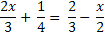 2x/3 + 1/4 = 2/3 − x/2